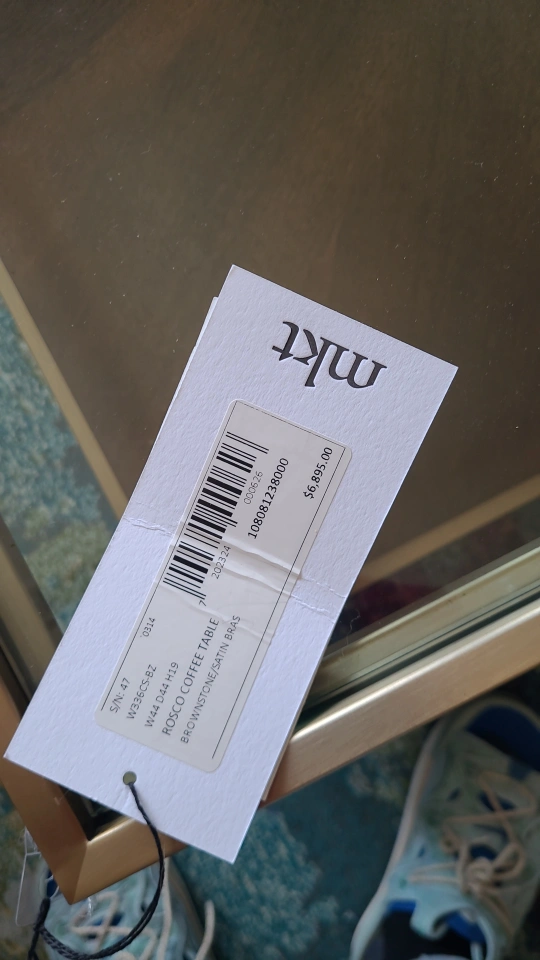 mkt
S/N: 47
0314
W336CS-BZ
W44 D44 H19
7 202324 000626
ROSCO COFFEE TABLE
108081238000
BROWNSTONE/SATIN BRAS
$6,895.00